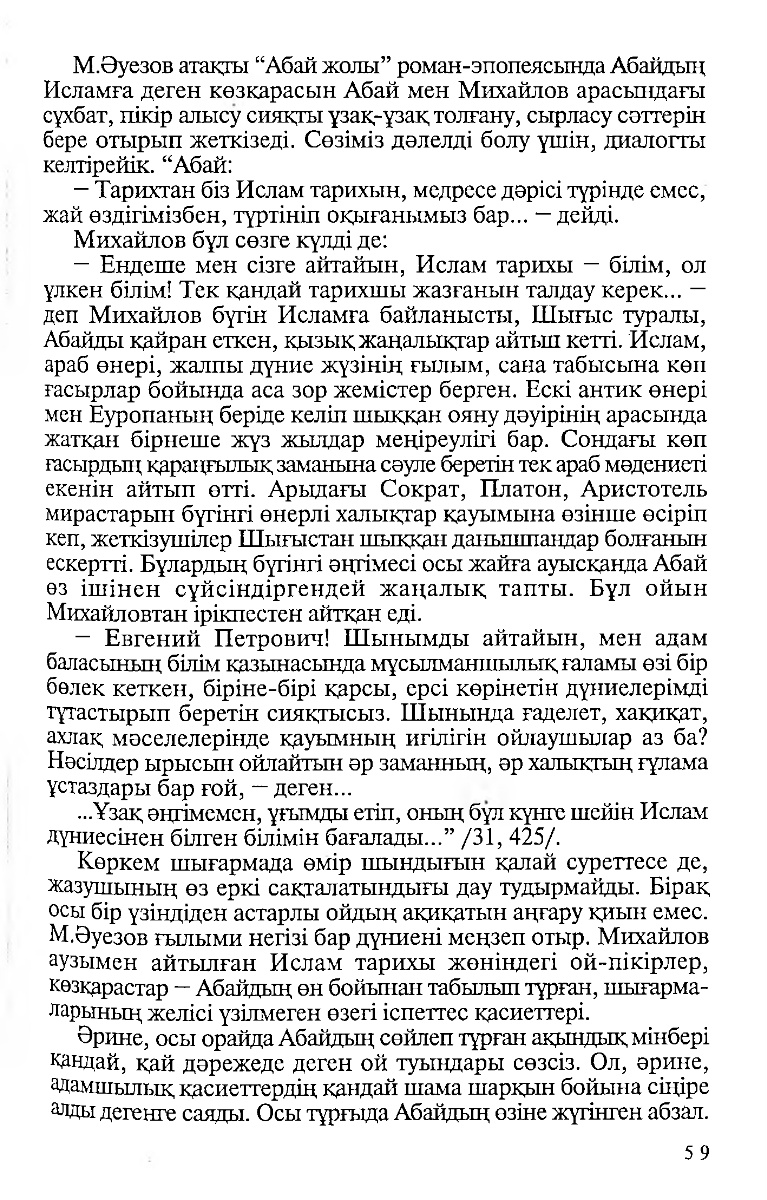 М.Әуезов атақты “Абай жолы” роман-эпопеясында Абайдың
Исламға деген көзқарасын Абай мен Михайлов арасындағы
сұхбат, пікір алысу сияқты ұзақ-ұзақ толғану, сырласу сәттерін
бере отырып жеткізеді. Сөзіміз дәлелді болу үшін, диалогты
келтірейік. “Абай:
— Тарихтан біз Ислам тарихын, медресе дәрісі түрінде емес,
жай өздігімізбен, түртініп оқығанымыз бар... — дейді.
Михайлов бұл сөзге күлді де:
— Ендеше мен сізге айтайын, Ислам тарихы — білім, ол
үлкен білім! Тек қандай тарихшы жазғанын талдау керек... —
деп Михайлов бүгін Исламға байланысты, Шығыс туралы,
Абайды қайран еткен, қызық жаңалықтар айтып кетті. Ислам,
араб өнері, жалпы дүние жүзінің ғылым, сана табысына көп
ғасырлар бойында аса зор жемістер берген. Ескі антик өнері
мен Еуропаның беріде келіп шыққан ояну дәуірінің арасында
жатқан бірнеше жүз жылдар меңіреулігі бар. Сондағы көп
ғасырдың қараңғылық заманына сәуле беретін тек араб мәдениеті
екенін айтып өтті. Арыдағы Сократ, Платон, Аристотель
мирастарын бүгінгі өнерлі халықтар қауымына өзінше өсіріп
кеп, жеткізушілер Шығыстан шыққан данышпандар болғанын
ескертті. Бұлардың бүгінгі әңгімесі осы жайға ауысқанда Абай
өз ішінен сүйсіндіргендей жаңалық тапты. Бұл ойын
Михайловтан ірікпестен айтқан еді.
— Евгений Петрович! Шынымды айтайын, мен адам
баласының білім қазынасында мұсылманшылық ғаламы өзі бір
бөлек кеткен, біріне-бірі қарсы, ерсі көрінетін дүниелерімді
тұтастырып беретін сияқтысыз. Шынында ғаделет, хақиқат,
ахлақ мәселелерінде қауымның игілігін ойлаушылар аз ба?
Нәсілдер ырысын ойлайтын әр заманның, әр халықтың ғұлама
ұстаздары бар ғой, — деген...
...Ұзақ әңгімемен, ұғымды етіп, оның бұл күнге шейін Ислам
дүниесінен білген білімін бағалады...” /31, 425/.
Көркем шығармада өмір шындығын қалай суреттесе де,
жазушының өз еркі сақталатындығы дау тудырмайды. Бірақ
осы бір үзіндіден астарлы ойдың ақиқатын аңғару қиын емес.
М.Әуезов ғылыми негізі бар дүниені меңзеп отыр. Михайлов
аузымен айтылған Ислам тарихы жөніндегі ой-пікірлер,
көзқарастар — Абайдың өн бойынан табылып тұрған, шығарма-
ларының желісі үзілмеген өзегі іспеттес қасиеттері.
Әрине, осы орайда Абайдың сөйлеп тұрған ақындық мінбері
қандай, қай дәрежеде деген ой туындары сөзсіз. Ол, әрине,
адамшылық қасиеттердің қандай шама шарқын бойына сіңіре
алды дегенге саяды. Осы тұрғыда Абайдың өзіне жүгінген абзал.
59